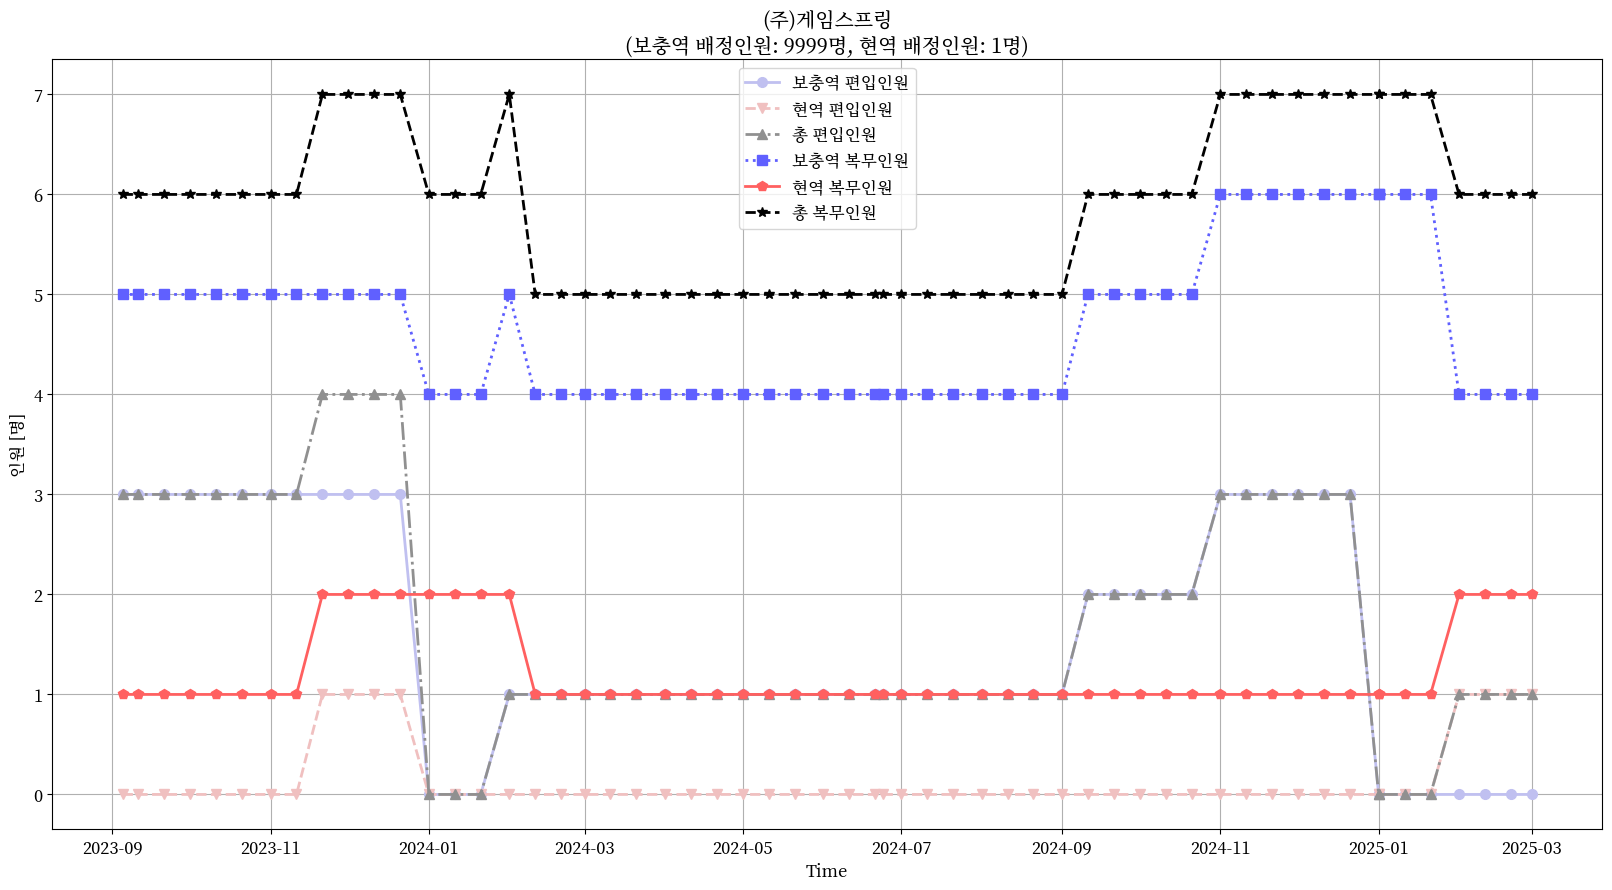 (주)게임스프링
(보충역 배정인원: 9999명, 현역 배정인원: 1명)
보충역 편입인원
현역 편입인원
총 편입인원
보충역 복무인원
현역 복무인원
총 복무인원
7
6
5
4
3
2
1
0
인원 [명]
2023-09 2023-11 2024-01 2024-03 2024-05 2024-07 2024-09 2024-11 2025-01 2025-03
Time